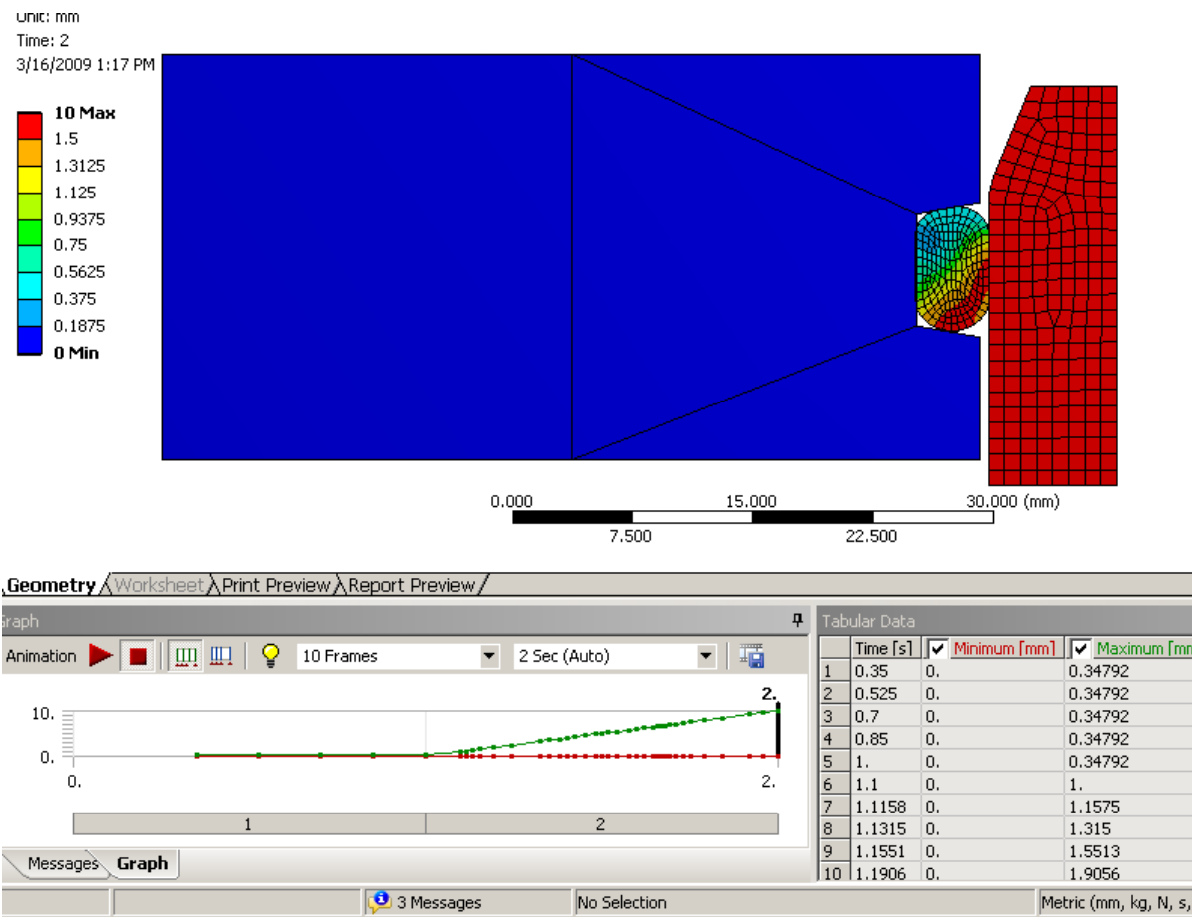 Unit: mm
Time: 2
3/16/2009 1:17 PM
10 Max
1.5
1.3125
1.125
0.9375
0.75
0.5625
0.375
0.1875
0 Min
0.000 15.000 30.000 (mm)
7.500 22.500
Geometry Worksheet Print Preview Report Preview
Graph
Animation 10 Frames 2 Sec (Auto)
2.
10.
0.
0. 2.
1 2
Messages Graph
Tabular Data
Time [s] Minimum [mm] Maximum [mm
1 0.35 0. 0.34792
2 0.525 0. 0.34792
3 0.7 0. 0.34792
4 0.85 0. 0.34792
5 1. 0. 0.34792
6 1.1 0. 1.
7 1.1158 0. 1.1575
8 1.1315 0. 1.315
9 1.1551 0. 1.5513
10 1.1906 0. 1.9056
3 Messages No Selection Metric (mm, kg, N, s,